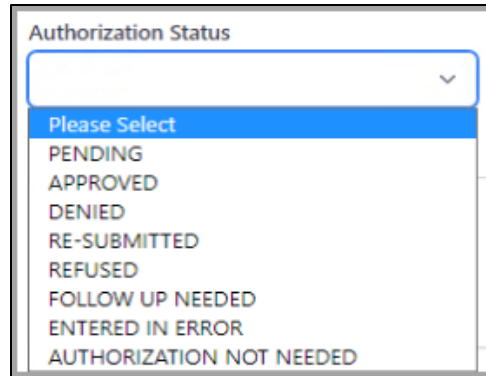 Authorization Status
Please Select
PENDING
APPROVED
DENIED
RE-SUBMITTED
REFUSED
FOLLOW UP NEEDED
ENTERED IN ERROR
AUTHORIZATION NOT NEEDED